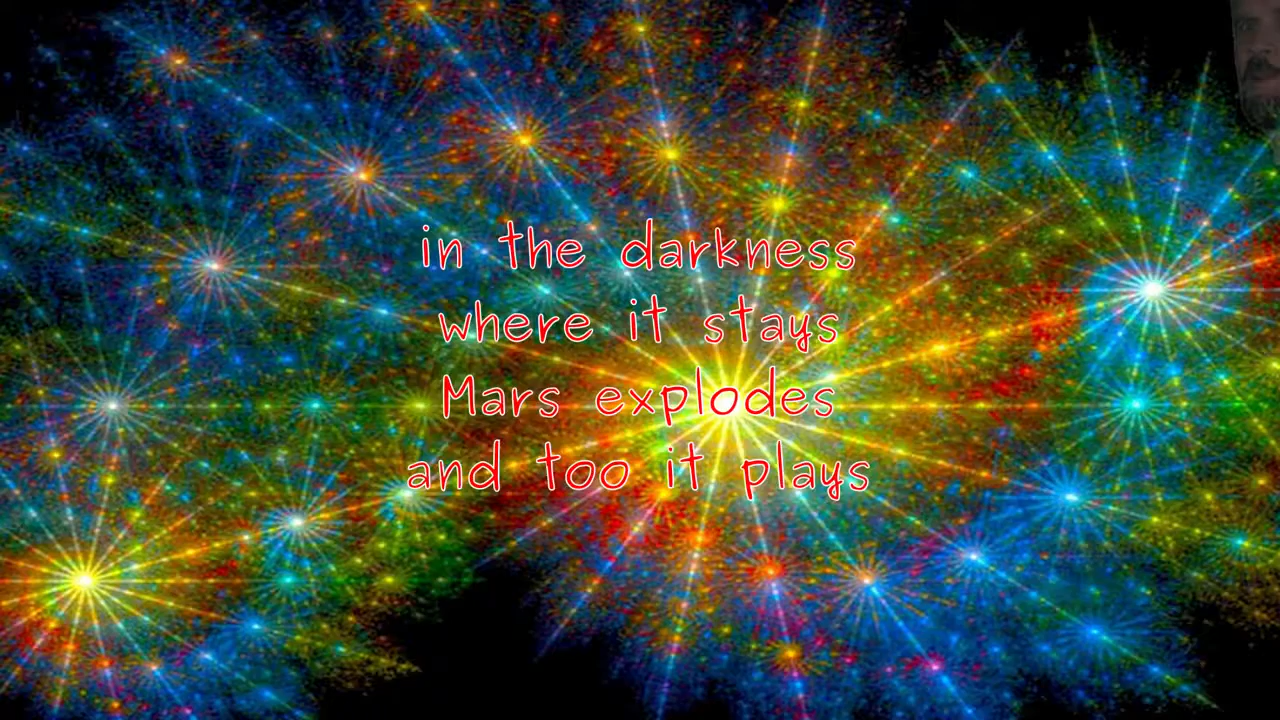 in the darkness
where it stays
Mars explodes
and too it plays